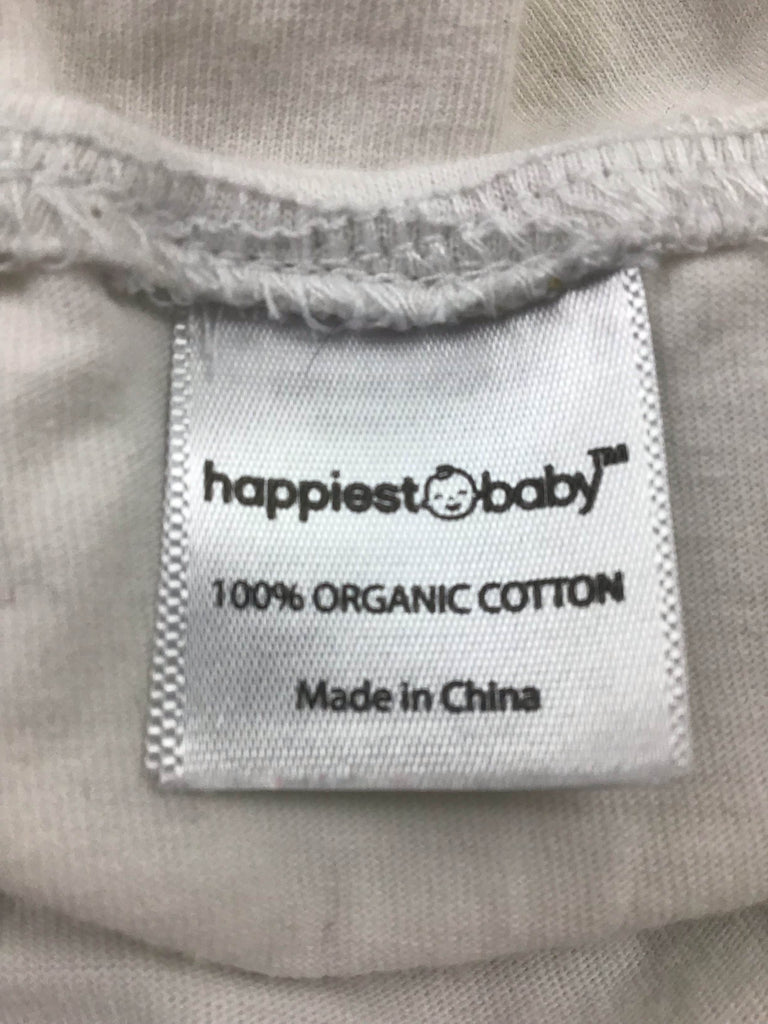 happiest baby™
100% ORGANIC COTTON
Made in China